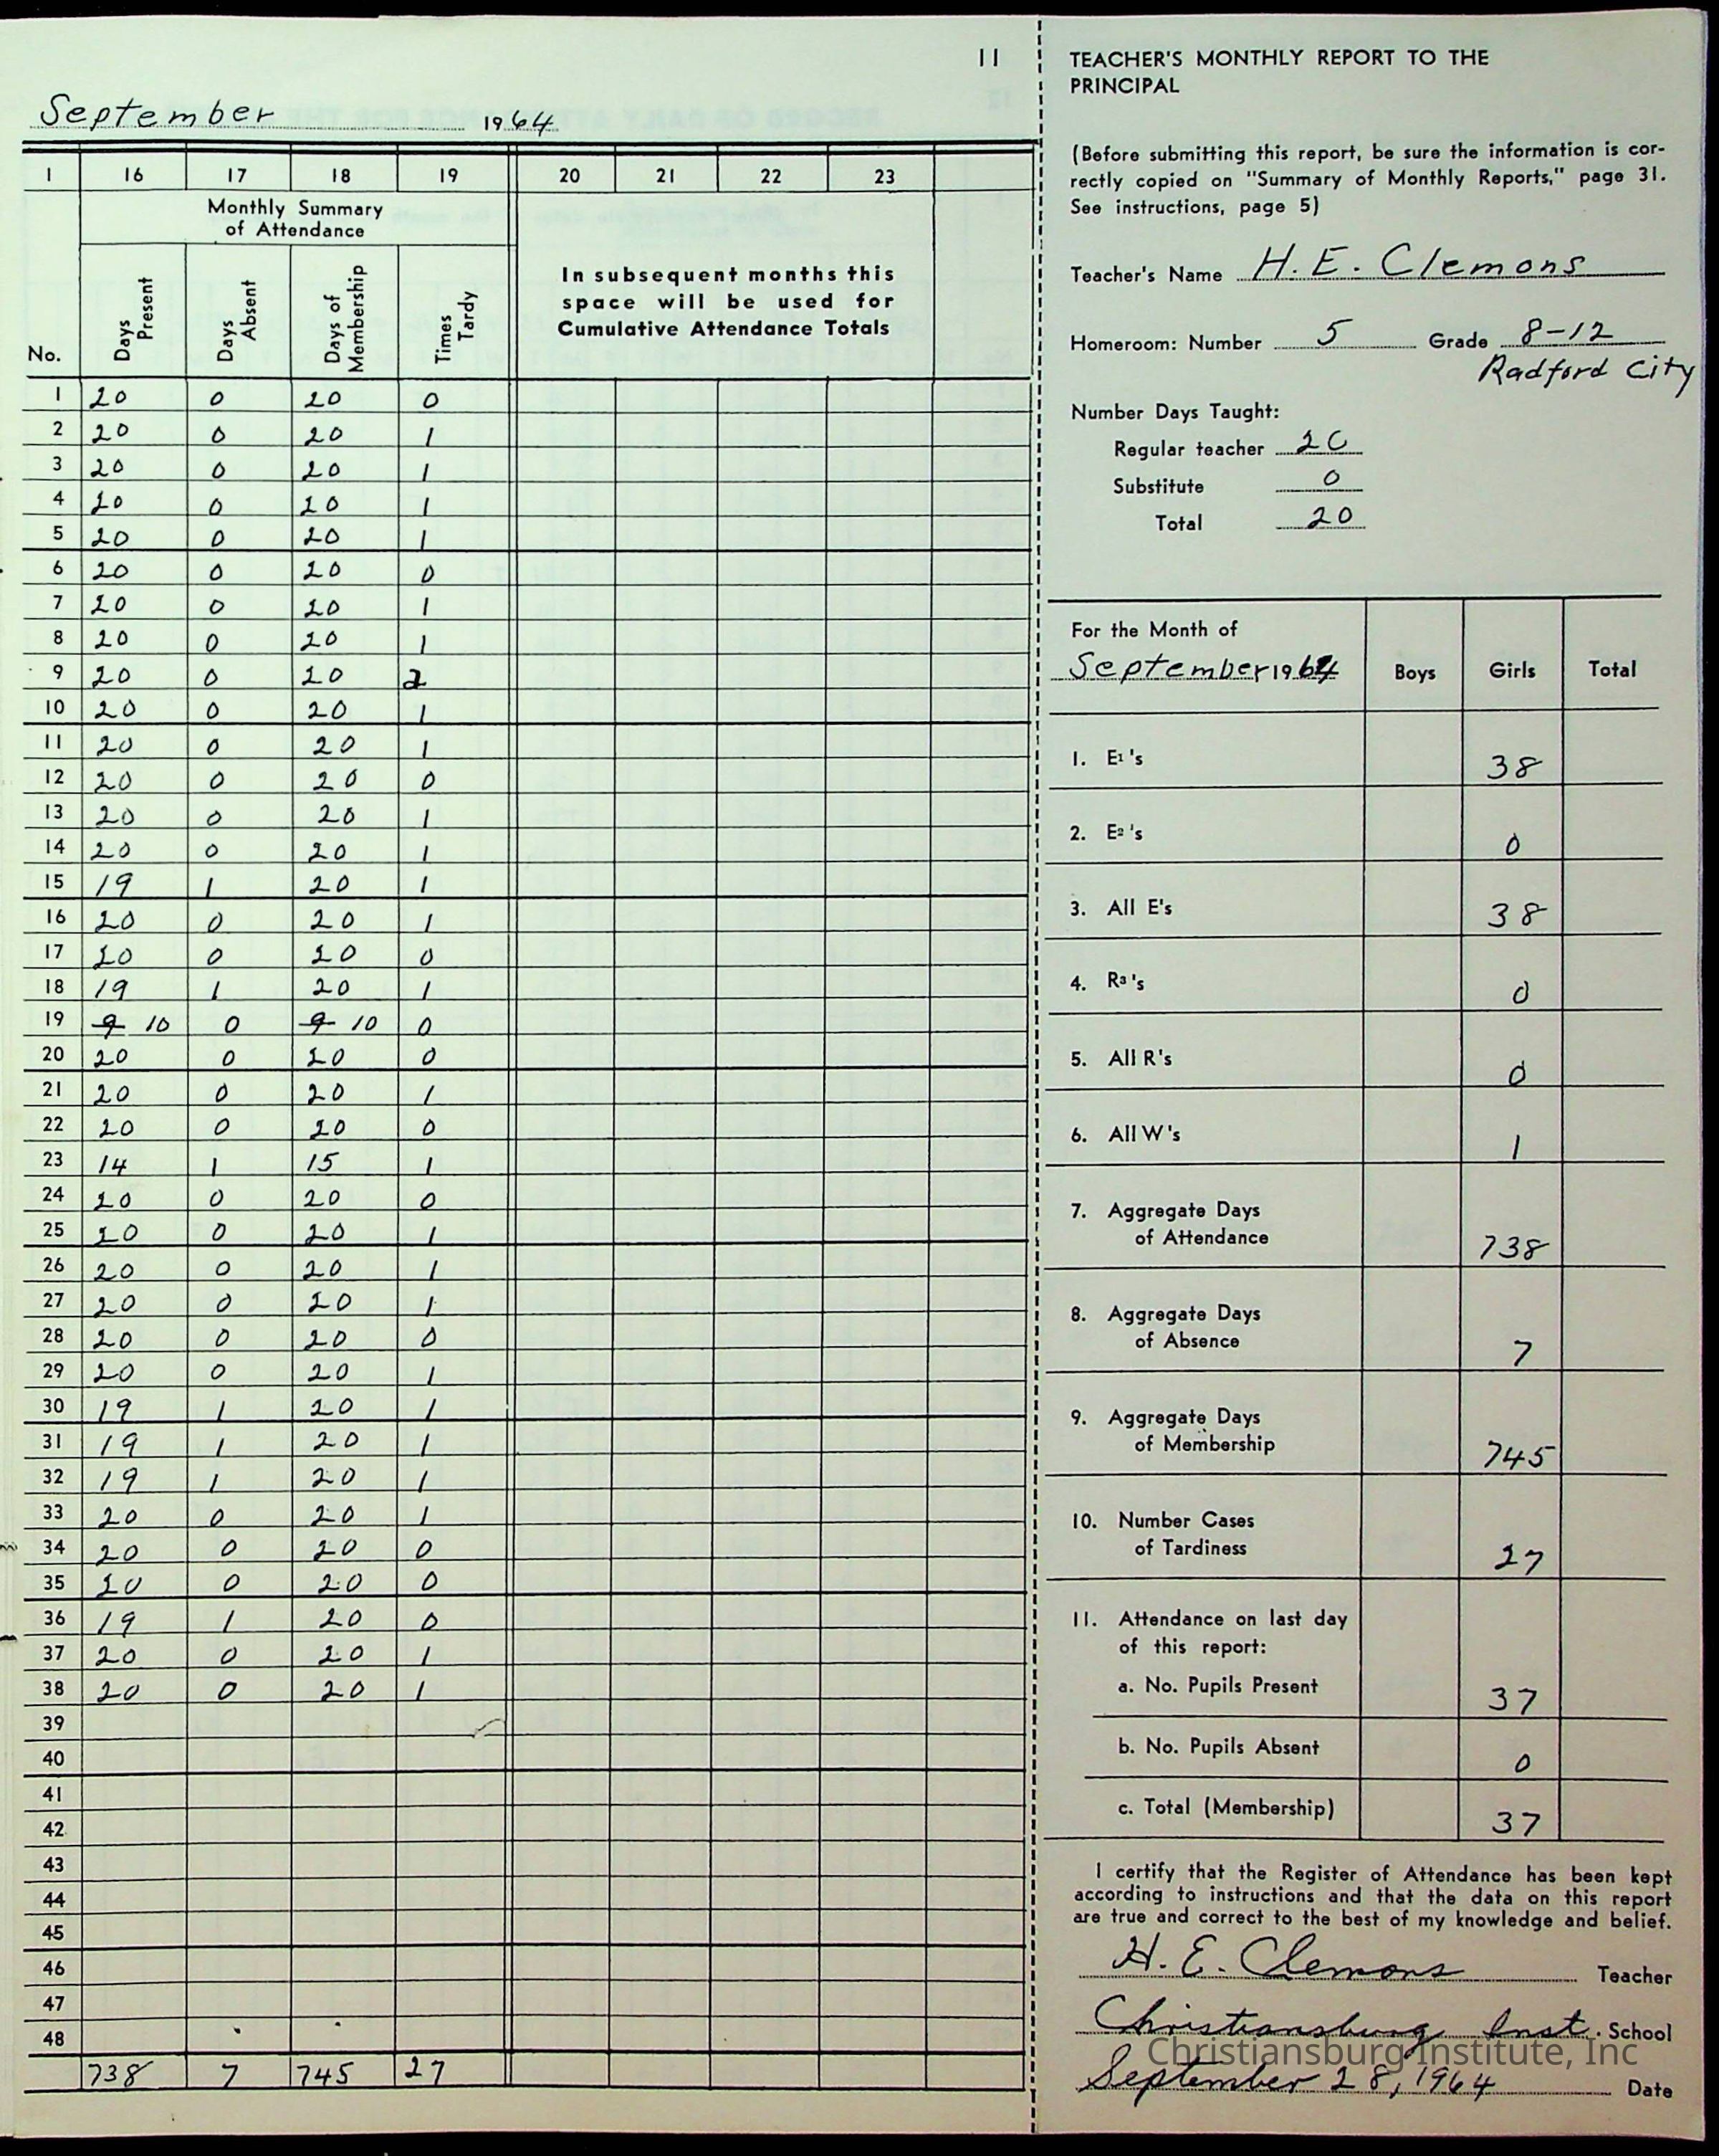 11
September 1964
1 16 17 18 19 20 21 22 23
Monthly Summary
of Attendance
No.
Days Present
Days Absent
Days of Membership
Times Tardy
In subsequent months this
space will be used for
Cumulative Attendance Totals
1 20 0 20 0
2 20 0 20 1
3 20 0 20 1
4 20 0 20 1
5 20 0 20 1
6 20 0 20 0
7 20 0 20 1
8 20 0 20 1
9 20 0 20 2
10 20 0 20 1
11 20 0 20 1
12 20 0 20 0
13 20 0 20 1
14 20 0 20 1
15 19 1 20 1
16 20 0 20 1
17 20 0 20 0
18 19 1 20 1
19 9 10 0 9 10 0
20 20 0 20 0
21 20 0 20 1
22 20 0 20 0
23 14 1 15 1
24 20 0 20 0
25 20 0 20 1
26 20 0 20 1
27 20 0 20 1
28 20 0 20 0
29 20 0 20 1
30 19 1 20 1
31 19 1 20 1
32 19 1 20 1
33 20 0 20 1
34 20 0 20 0
35 20 0 20 0
36 19 1 20 0
37 20 0 20 1
38 20 0 20 1
39
40
41
42
43
44
45
46
47
48
738 7 745 27
TEACHER'S MONTHLY REPORT TO THE
PRINCIPAL
(Before submitting this report, be sure the information is cor-
rectly copied on "Summary of Monthly Reports," page 31.
See instructions, page 5)
Teacher's Name H. E. Clemons
Homeroom: Number 5 Grade 8-12
Radford City
Number Days Taught:
Regular teacher 20
Substitute 0
Total 20
For the Month of
September 1964 Boys Girls Total
1. E¹'s 38
2. E²'s 0
3. All E's 38
4. R³'s 0
5. All R's 0
6. All W's 1
7. Aggregate Days
of Attendance 738
8. Aggregate Days
of Absence 7
9. Aggregate Days
of Membership 745
10. Number Cases
of Tardiness 27
11. Attendance on last day
of this report:
a. No. Pupils Present 37
b. No. Pupils Absent 0
c. Total (Membership) 37
I certify that the Register of Attendance has been kept
according to instructions and that the data on this report
are true and correct to the best of my knowledge and belief.
H. E. Clemons Teacher
Christiansburg Inst. School
Christiansburg Institute, Inc
September 28, 1964 Date